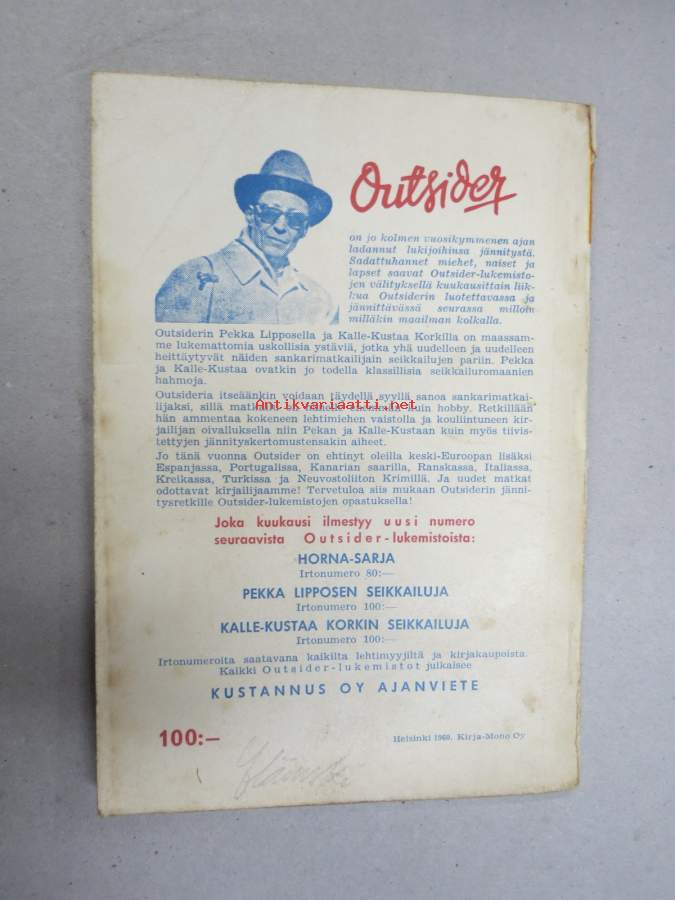 Outsider
on jo kolmen vuosikymmenen ajan
ladannut lukijoihinsa jännitystä.
Sadattuhannet miehet, naiset ja
lapset saavat Outsider-lukemisto-
jen välityksellä kuukausittain liik-
kua Outsiderin luotettavassa ja
jännittävässä seurassa milloin
milläkin maailman kolkalla.
Outsiderin Pekka Lipposella ja Kalle-Kustaa Korkilla on maassam-
me lukemattomia uskollisia ystäviä, jotka yhä uudelleen ja uudelleen
heittäytyvät näiden sankarimatkailijain seikkailujen pariin. Pekka
ja Kalle-Kustaa ovatkin jo todella klassillisia seikkailuromaanien
hahmoja.
Outsideria itseäänkin voidaan täydellä syyllä sanoa sankarimatkai-
lijaksi, sillä matkailu on kuin hobby. Retkillään
Antikvariaatti.net
hän ammentaa kokeneen lehtimiehen vaistolla ja kouliintuneen kir-
jailijan oivalluksella niin Pekan ja Kalle-Kustaan kuin myös tiivis-
tettyjen jännityskertomustensakin aiheet.
Jo tänä vuonna Outsider on ehtinyt oleilla keski-Euroopan lisäksi
Espanjassa, Portugalissa, Kanarian saarilla, Ranskassa, Italiassa,
Kreikassa, Turkissa ja Neuvostoliiton Krimillä. Ja uudet matkat
odottavat kirjailijaamme! Tervetuloa siis mukaan Outsiderin jänni-
tysretkille Outsider-lukemistojen opastuksella!
Joka kuukausi ilmestyy uusi numero
seuraavista Outsider-lukemistoista:
HORNA-SARJA
Irtonumero 80:—
PEKKA LIPPOSEN SEIKKAILUJA
Irtonumero 100:—
KALLE-KUSTAA KORKIN SEIKKAILUJA
Irtonumero 100:—
Irtonumeroita saatavana kaikilta lehtimyyjiltä ja kirjakaupoista.
Kaikki Outsider-lukemistot julkaisee
KUSTANNUS OY AJANVIETE
100:—
Helsinki 1960. Kirja-Mono Oy